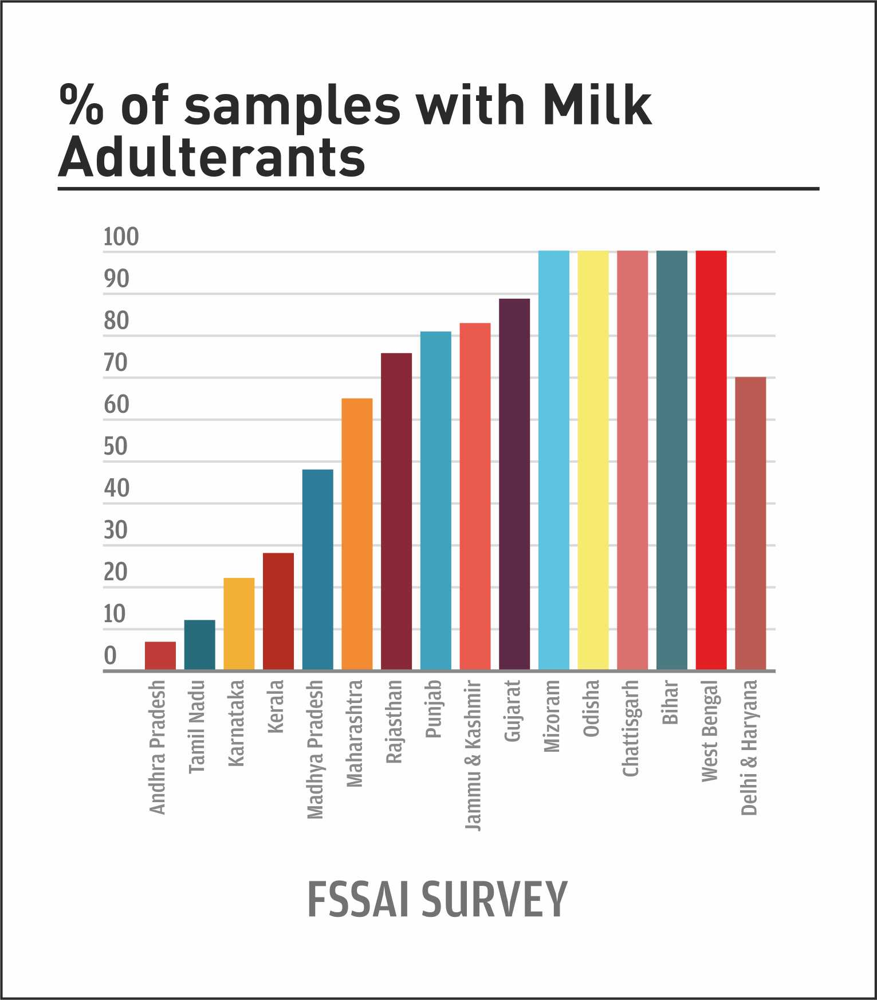 % of samples with Milk
Adulterants
100
90
80
70
60
50
40
30
20
10
0
Andhra Pradesh
Tamil Nadu
Karnataka
Kerala
Madhya Pradesh
Maharashtra
Rajasthan
Punjab
Jammu & Kashmir
Gujarat
Mizoram
Odisha
Chattisgarh
Bihar
West Bengal
Delhi & Haryana
FSSAI SURVEY